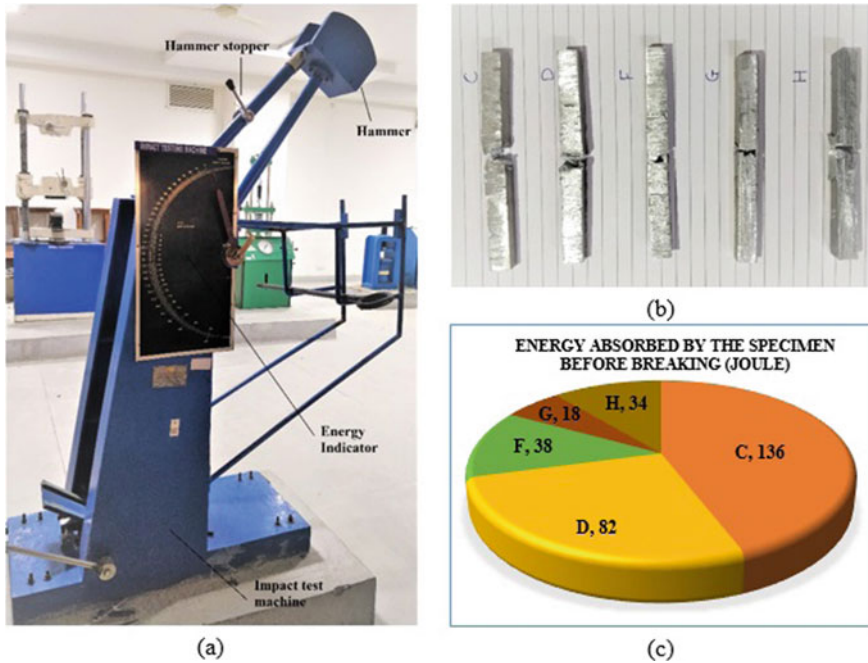 Hammer stopper
Hammer
IMPACT TESTING MACHINE
Energy
Indicator
Impact test
machine
(a)
C
D
F
G
H
(b)
ENERGY ABSORBED BY THE SPECIMEN
BEFORE BREAKING (JOULE)
H, 34
G, 18
F, 38
C, 136
D, 82
(c)